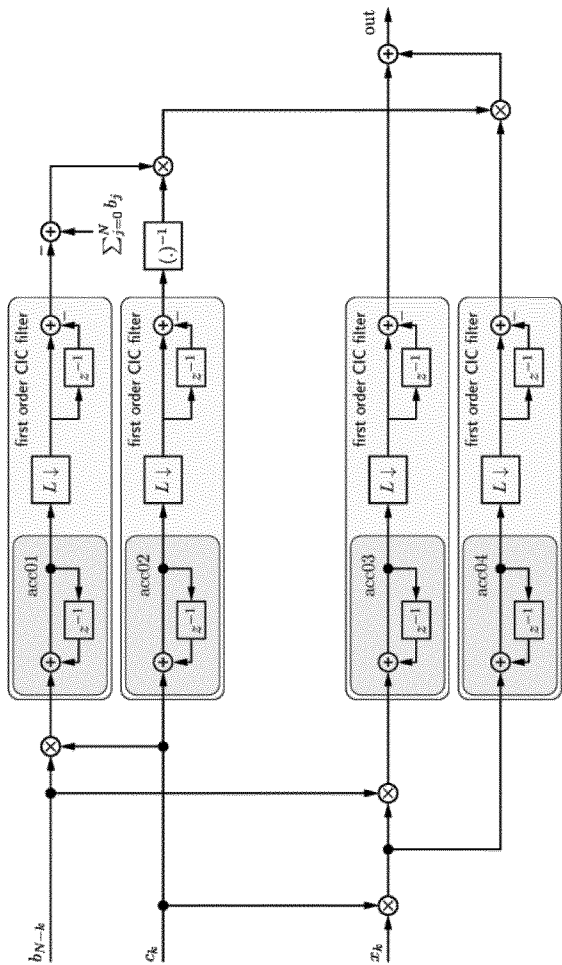 b_{N-k}
c_k
x_k
acc01
z^{-1}
L ↓
first order CIC filter
z^{-1}
−
−
\sum_{j=0}^{N} b_j
acc02
z^{-1}
L ↓
first order CIC filter
z^{-1}
−
(.)^{-1}
acc03
z^{-1}
L ↓
first order CIC filter
z^{-1}
−
out
acc04
z^{-1}
L ↓
first order CIC filter
z^{-1}
−